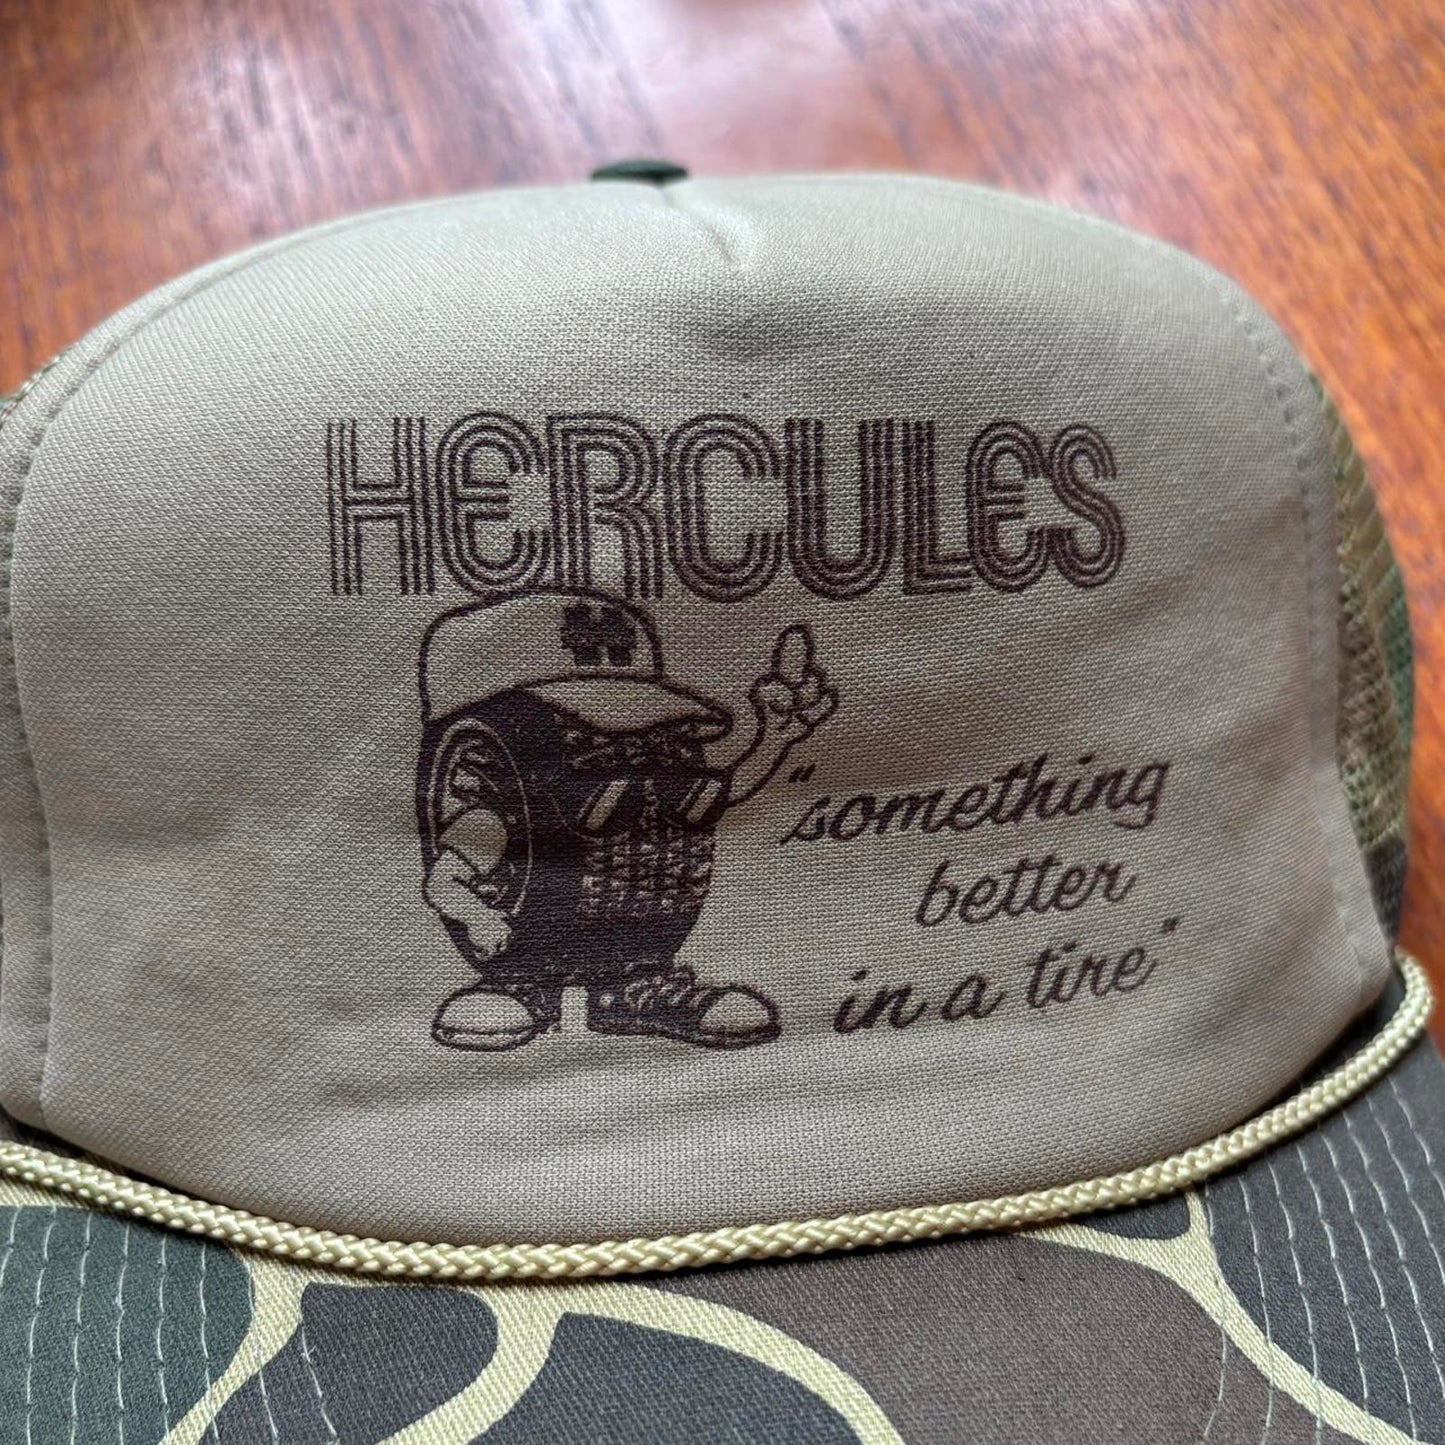 HERCULES
"something
better
in a tire"